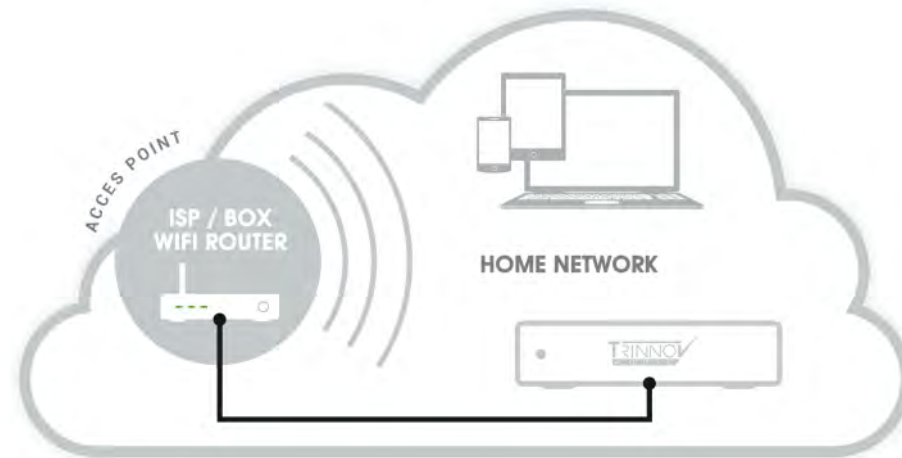 ACCES POINT
ISP / BOX
WIFI ROUTER
HOME NETWORK
TRINNOV